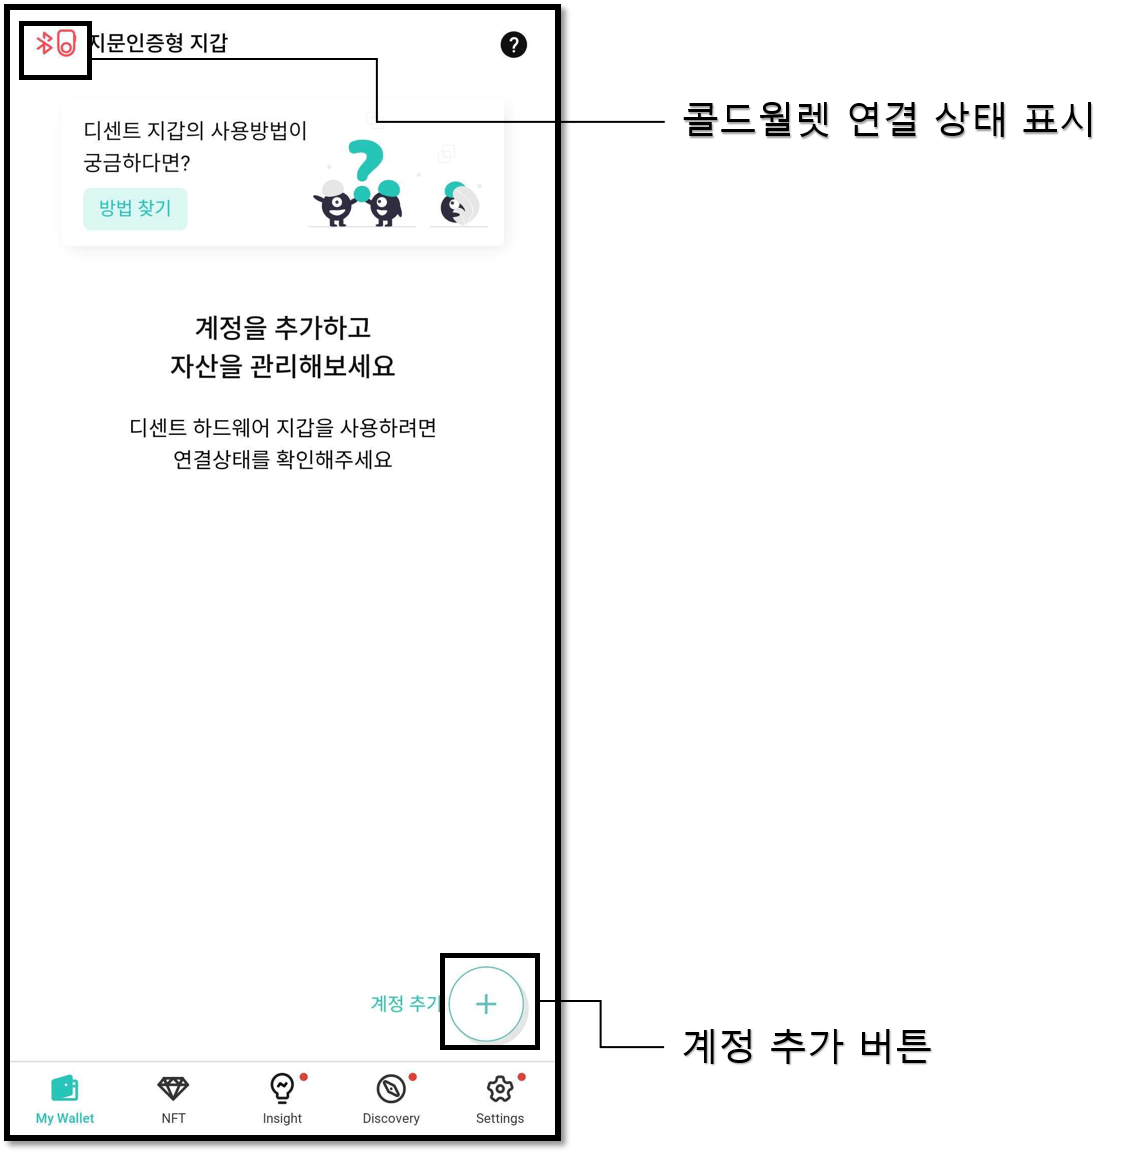 지문인증형 지갑
콜드월렛 연결 상태 표시
디센트 지갑의 사용방법이
궁금하다면?
방법 찾기
계정을 추가하고
자산을 관리해보세요
디센트 하드웨어 지갑을 사용하려면
연결상태를 확인해주세요
계정 추가
계정 추가 버튼
My Wallet
NFT
Insight
Discovery
Settings